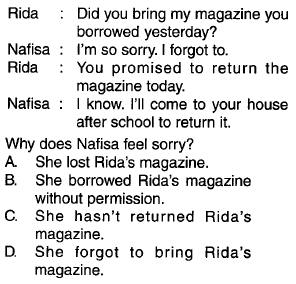 Rida : Did you bring my magazine you
borrowed yesterday?
Nafisa : I'm so sorry. I forgot to.
Rida : You promised to return the
magazine today.
Nafisa : I know. I'll come to your house
after school to return it.
Why does Nafisa feel sorry?
A. She lost Rida's magazine.
B. She borrowed Rida's magazine
without permission.
C. She hasn't returned Rida's
magazine.
D. She forgot to bring Rida's
magazine.